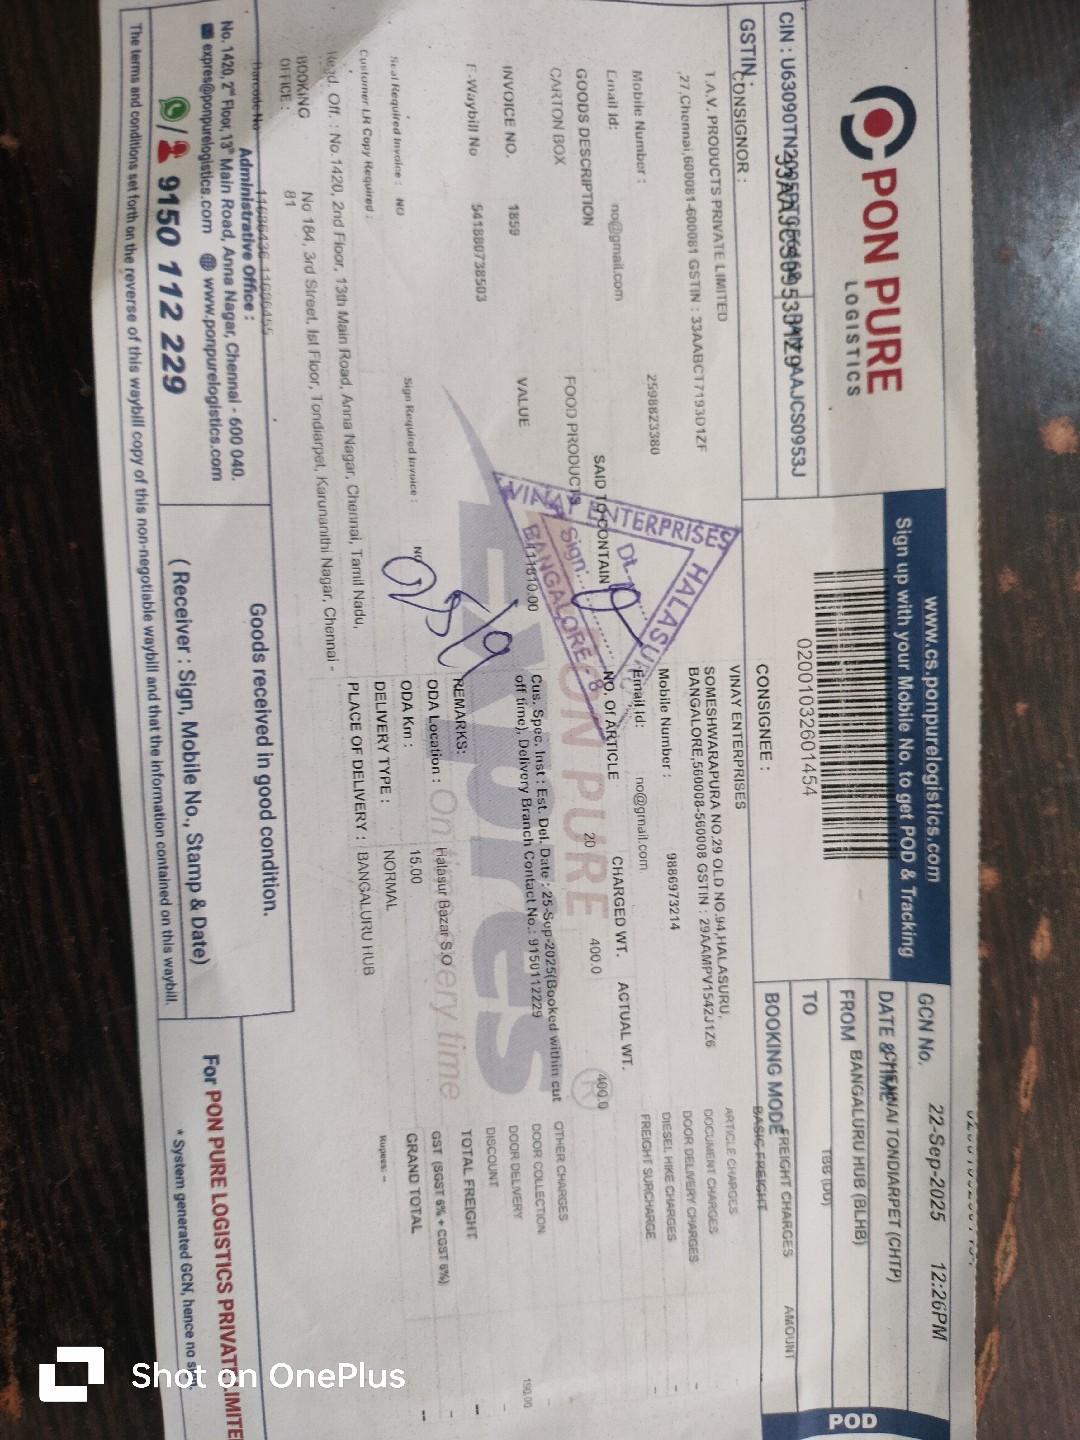 PON PURE
LOGISTICS
www.cs.ponpurelogistics.com
Sign up with your Mobile No. to get POD & Tracking
02001032601454
GCN No.
22-Sep-2025 12:26PM
DATE & TIME
CHENNAI TONDIARPET (CHTP)
FROM
BANGALURU HUB (BLHB)
TO
TBB (DD)
BOOKING MODE
POD
GSTIN :
CONSIGNOR :
T.A.V. PRODUCTS PRIVATE LIMITED
,27,Chennai,600081-600081 GSTIN : 33AABCT7193D1ZF
Mobile Number : 2598823380
Email Id: no@gmail.com
CONSIGNEE :
VINAY ENTERPRISES
SOMESHWARAPURA NO.29 OLD NO.94,HALASURU,
BANGALORE,560008-560008 GSTIN : 29AAMPV1542J1Z6
Mobile Number : 9886973214
Email Id: no@gmail.com
GOODS DESCRIPTION
SAID TO CONTAIN
NO. OF ARTICLE
CHARGED WT.
ACTUAL WT.
CARTON BOX
FOOD PRODUCTS
20
400.0
400.0
INVOICE NO. 1859
VALUE
E-Waybill No 541880738503
Seal Required Invoice : NO
Sign Required Invoice : NO
Customer LR Copy Required :
Cus. Spec. Inst : Est. Del. Date : 25-Sep-2025(Booked within cut
off time), Delivery Branch Contact No.: 9150112229
REMARKS:
ODA Location : Halasur Bazar S.O
ODA Km : 15.00
DELIVERY TYPE : NORMAL
PLACE OF DELIVERY : BANGALURU HUB
FREIGHT CHARGES
AMOUNT
BASIC FREIGHT
ARTICLE CHARGES
DOCUMENT CHARGES
DOOR DELIVERY CHARGES
DIESEL HIKE CHARGES
FREIGHT SURCHARGE
OTHER CHARGES
DOOR COLLECTION
DOOR DELIVERY 190.00
DISCOUNT
TOTAL FREIGHT
GST (SGST 6% + CGST 6%)
GRAND TOTAL
Rupees: -
Off. : No.1420, 2nd Floor, 13th Main Road, Anna Nagar, Chennai, Tamil Nadu,
BOOKING OFFICE : No 184, 3rd Street, Ist Floor, Tondiarpet, Karunanithi Nagar, Chennai -
81
VINAY ENTERPRISES
HALASURU
BANGALORE - 8
Dt.
Sign.
PON PURE
Expres
On time every time
Administrative Office :
No. 1420, 2nd Floor, 13th Main Road, Anna Nagar, Chennai - 600 040.
expres@ponpurelogistics.com www.ponpurelogistics.com
9150 112 229
Goods received in good condition.
( Receiver : Sign, Mobile No., Stamp & Date)
For PON PURE LOGISTICS PRIVATE LIMITE
* System generated GCN, hence no
The terms and conditions set forth on the reverse of this waybill copy of this non-negotiable waybill and that the information contained on this waybill.
Shot on OnePlus